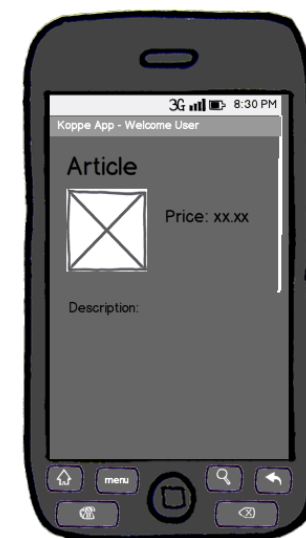 3G 8:30 PM
Koppe App - Welcome User
Article
Price: xx.xx
Description:
menu